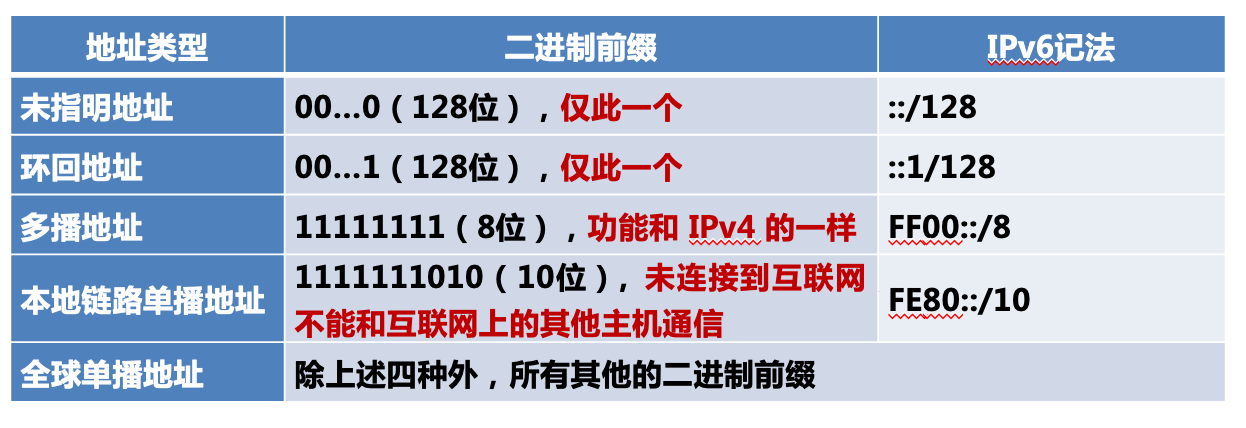 地址类型 二进制前缀 IPv6记法
未指明地址 00…0（128位），仅此一个 ::/128
环回地址 00…1（128位），仅此一个 ::1/128
多播地址 11111111（8位），功能和 IPv4 的一样 FF00::/8
本地链路单播地址 1111111010（10位），未连接到互联网 FE80::/10
不能和互联网上的其他主机通信
全球单播地址 除上述四种外，所有其他的二进制前缀